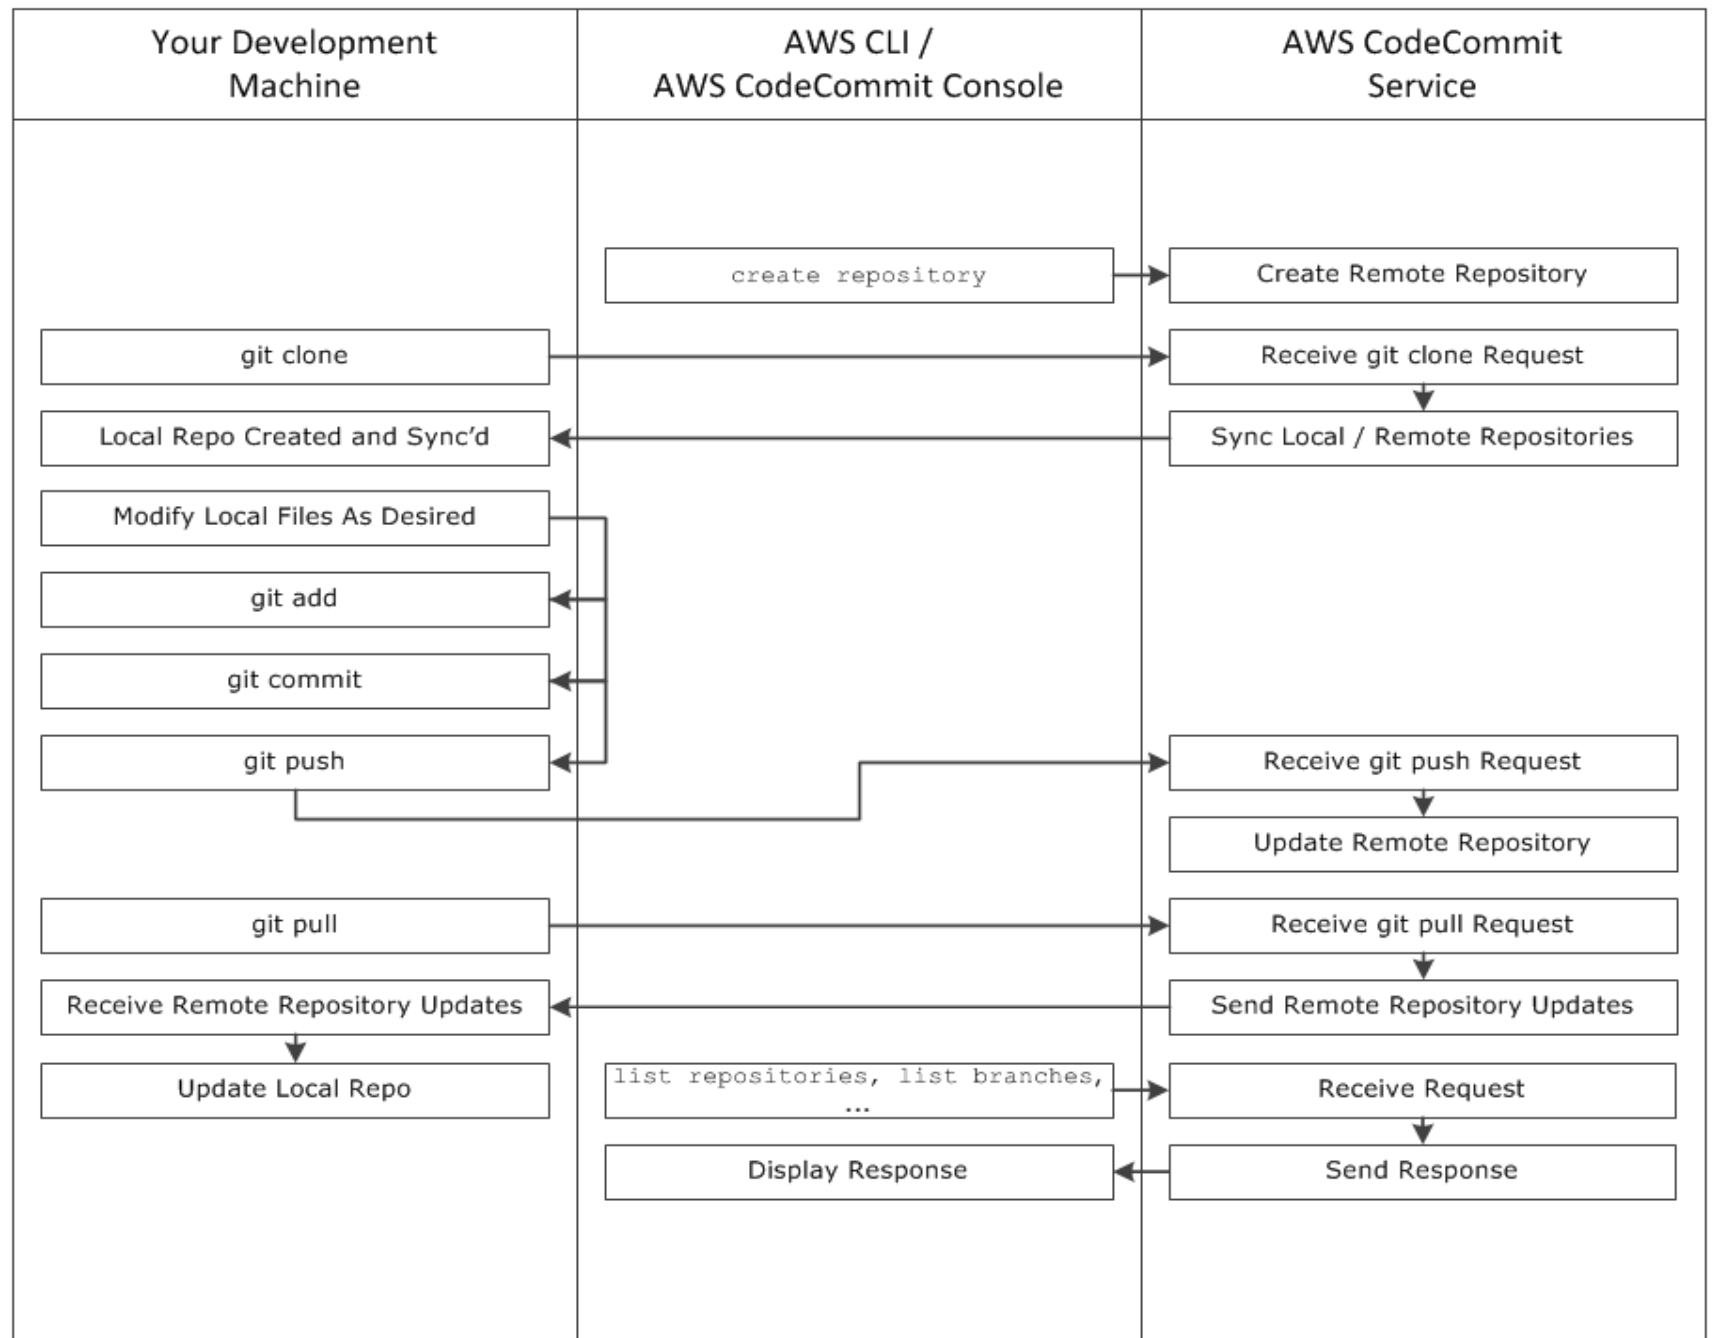 Your Development
Machine
AWS CLI /
AWS CodeCommit Console
AWS CodeCommit
Service
create repository
Create Remote Repository
git clone
Receive git clone Request
Local Repo Created and Sync’d
Sync Local / Remote Repositories
Modify Local Files As Desired
git add
git commit
git push
Receive git push Request
Update Remote Repository
git pull
Receive git pull Request
Receive Remote Repository Updates
Send Remote Repository Updates
Update Local Repo
list repositories, list branches,
...
Receive Request
Display Response
Send Response